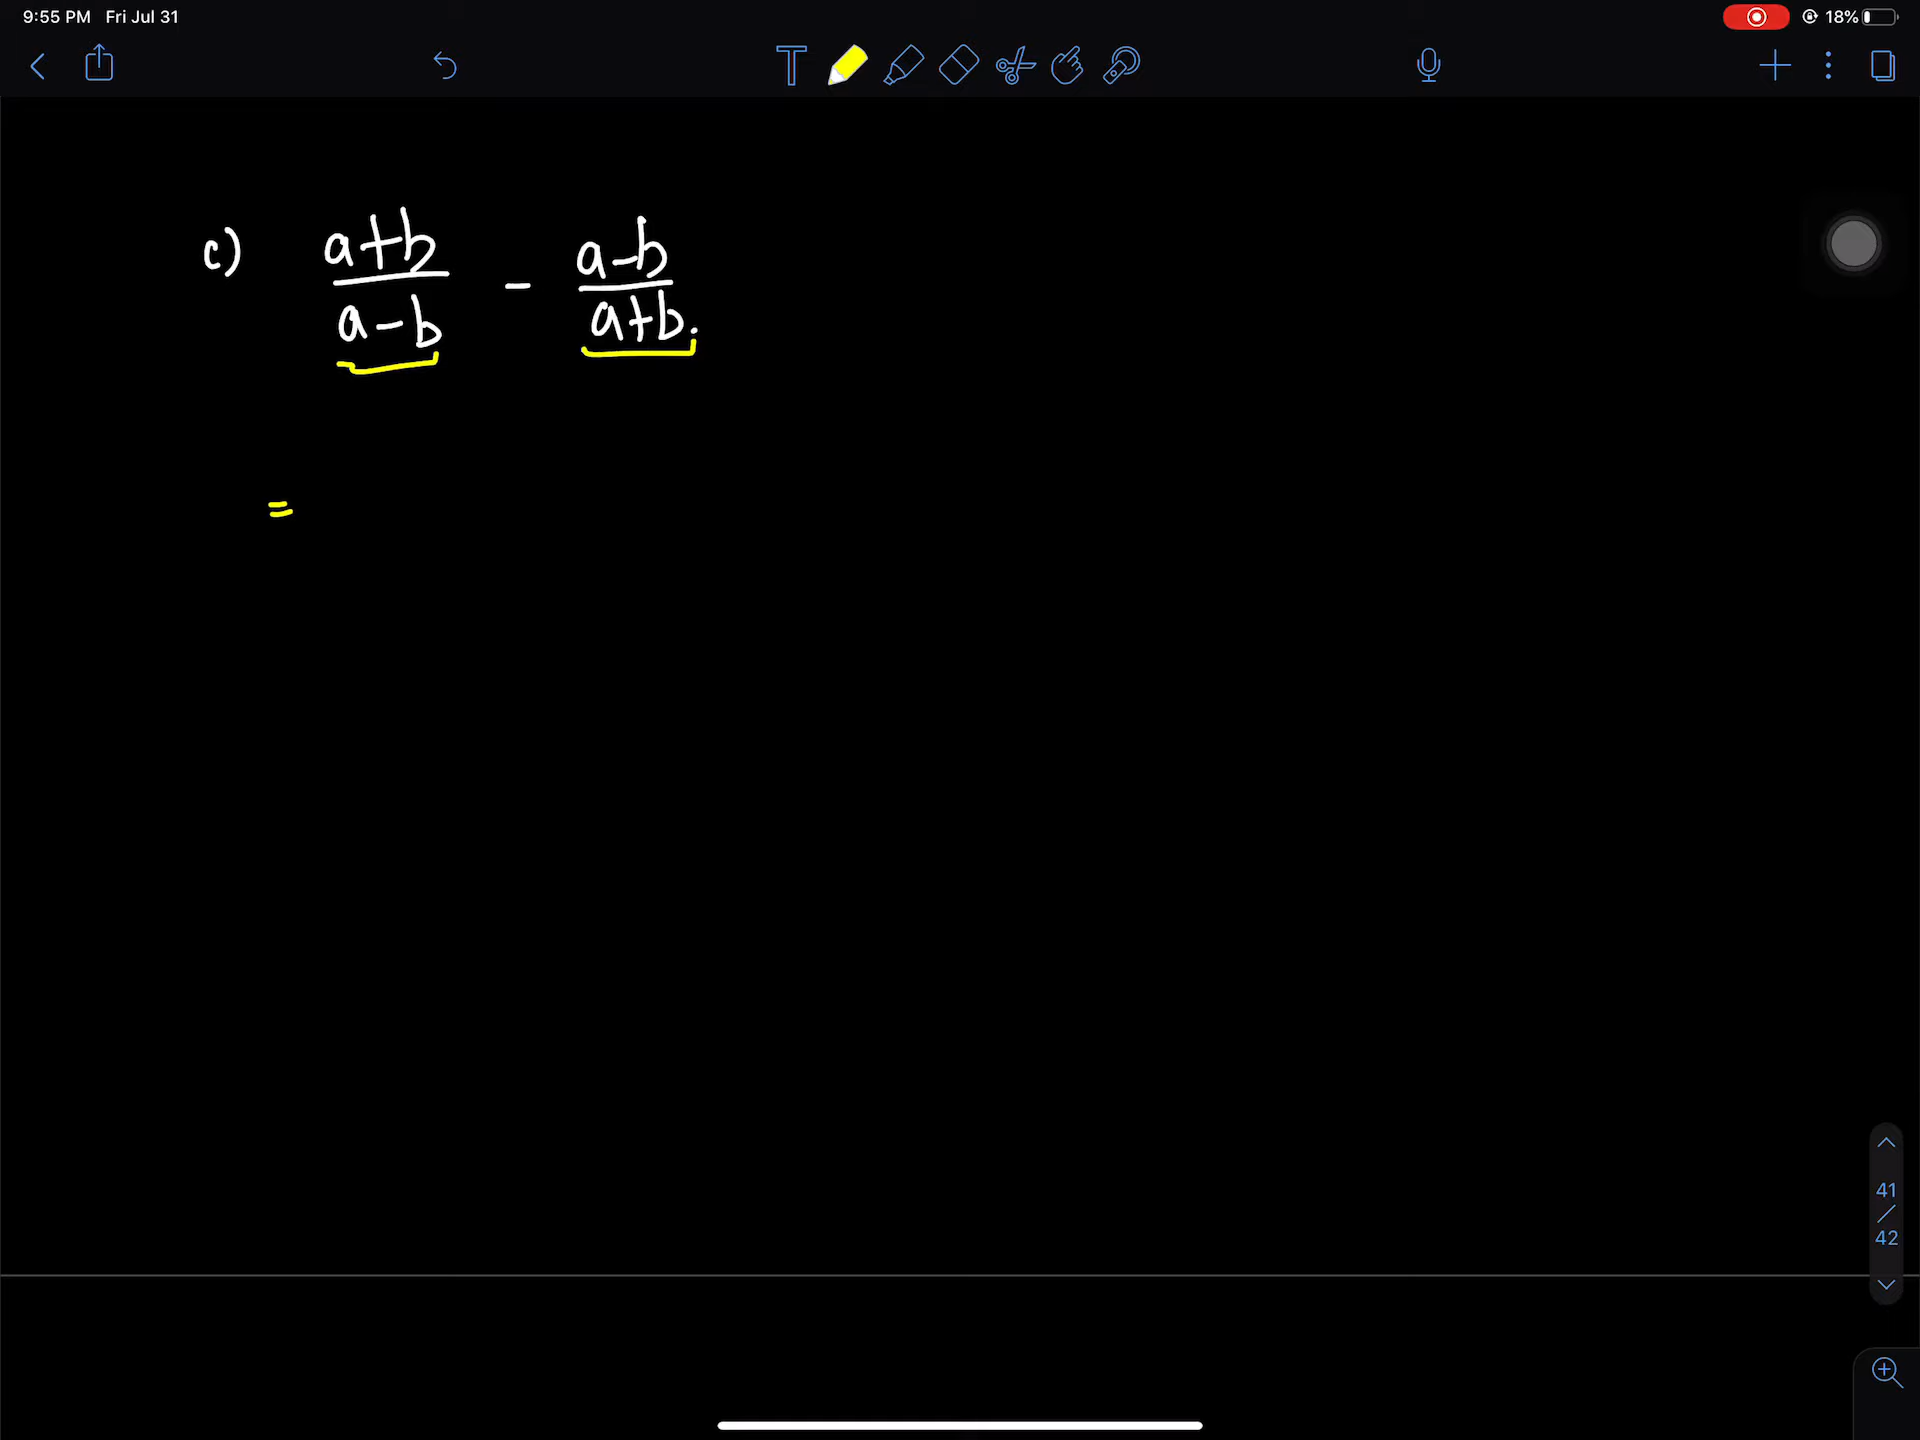 9:55 PM Fri Jul 31
18%
T
c) a+b/a-b - a-b/a+b.
=
41
/
42